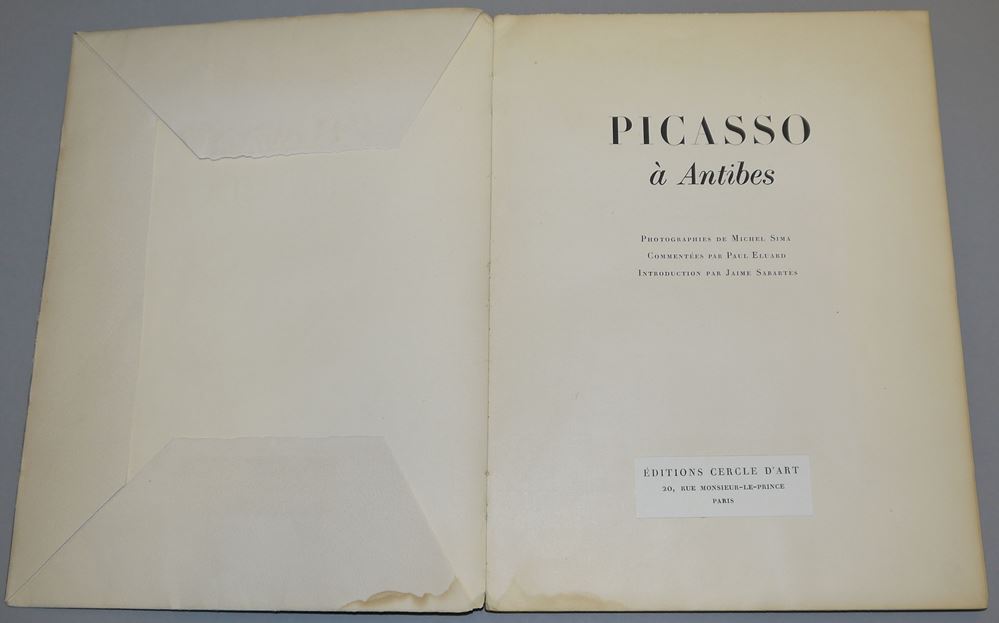 PICASSO
à Antibes
Photographies de Michel Sima
Commentées par Paul Eluard
Introduction par Jaime Sabartes
ÉDITIONS CERCLE D'ART
20, RUE MONSIEUR-LE-PRINCE
PARIS